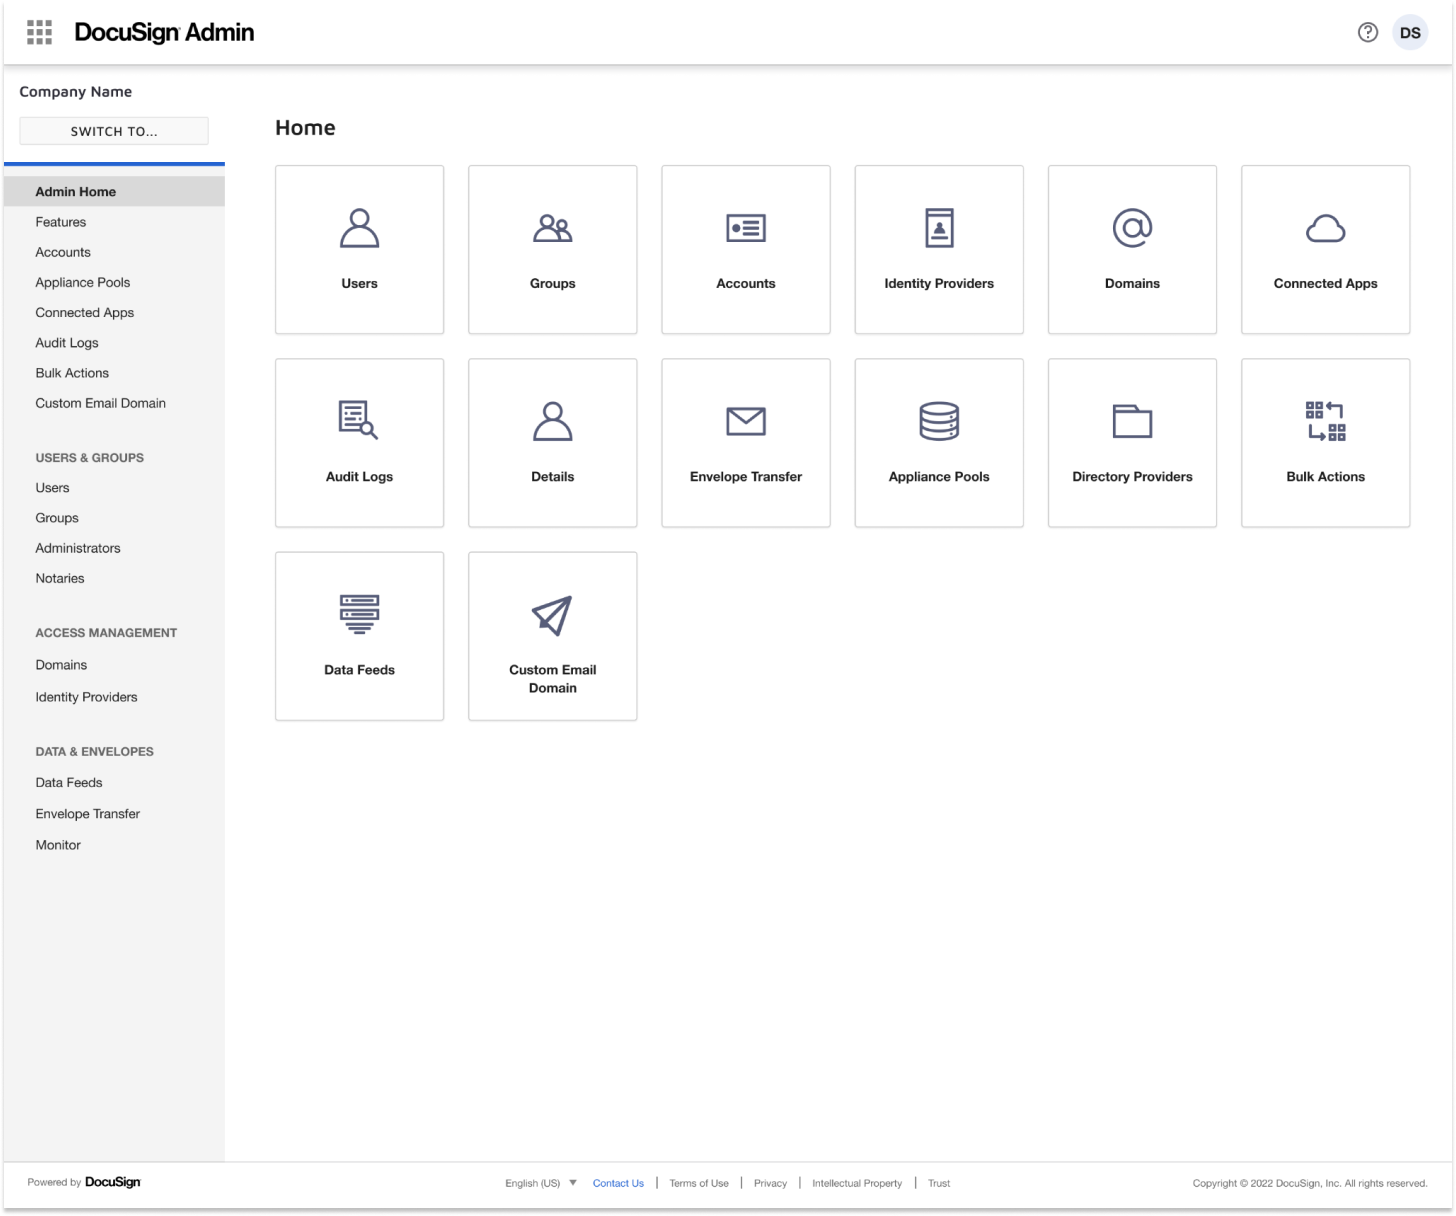 DocuSign Admin
DS
Company Name
SWITCH TO...
Admin Home
Features
Accounts
Appliance Pools
Connected Apps
Audit Logs
Bulk Actions
Custom Email Domain
USERS & GROUPS
Users
Groups
Administrators
Notaries
ACCESS MANAGEMENT
Domains
Identity Providers
DATA & ENVELOPES
Data Feeds
Envelope Transfer
Monitor
Home
Users
Groups
Accounts
Identity Providers
Domains
Connected Apps
Audit Logs
Details
Envelope Transfer
Appliance Pools
Directory Providers
Bulk Actions
Data Feeds
Custom Email
Domain
Powered by DocuSign
English (US) ▼ Contact Us | Terms of Use | Privacy | Intellectual Property | Trust
Copyright © 2022 DocuSign, Inc. All rights reserved.